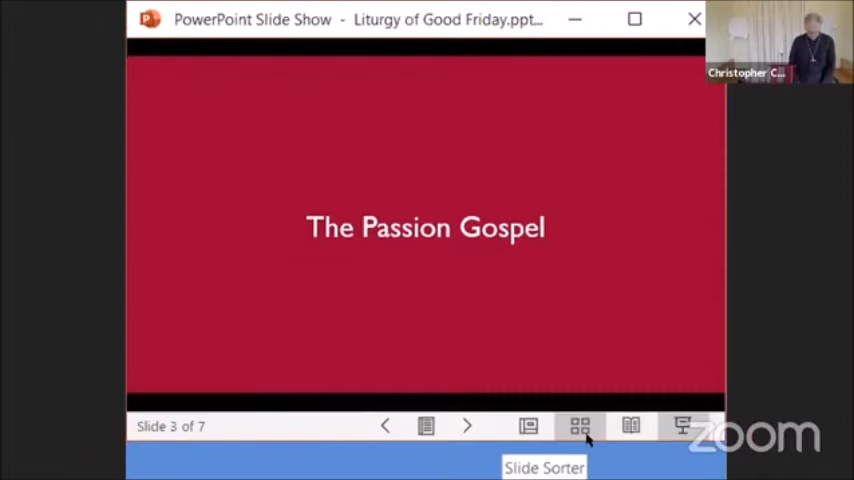 PowerPoint Slide Show - Liturgy of Good Friday.ppt...
Christopher C...
The Passion Gospel
Slide 3 of 7
zoom
Slide Sorter